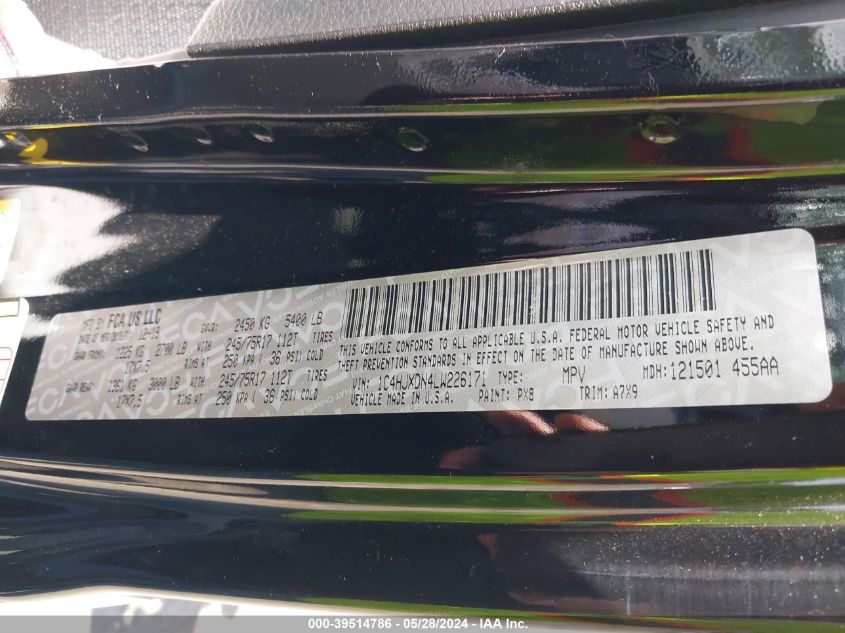 MFD BY FCA US LLC
DATE OF MFR 12-19 GVWR: 2450 KG 5400 LB
GAWR FRONT: 1225 KG 2700 LB WITH 245/75R17 112T TIRES
17X7.5 RIMS AT 250 KPA ( 36 PSI) COLD
GAWR REAR: 1361 KG 3000 LB WITH 245/75R17 112T TIRES
17X7.5 RIMS AT 250 KPA ( 36 PSI) COLD
THIS VEHICLE CONFORMS TO ALL APPLICABLE U.S.A. FEDERAL MOTOR VEHICLE SAFETY AND
THEFT PREVENTION STANDARDS IN EFFECT ON THE DATE OF MANUFACTURE SHOWN ABOVE.
VIN: 1C4HJXDN4LW226171 TYPE: MPV MDH: 121501 455AA
VEHICLE MADE IN U.S.A. PAINT: PX8 TRIM: A7X9
000-39514786 - 05/28/2024 - IAA Inc.